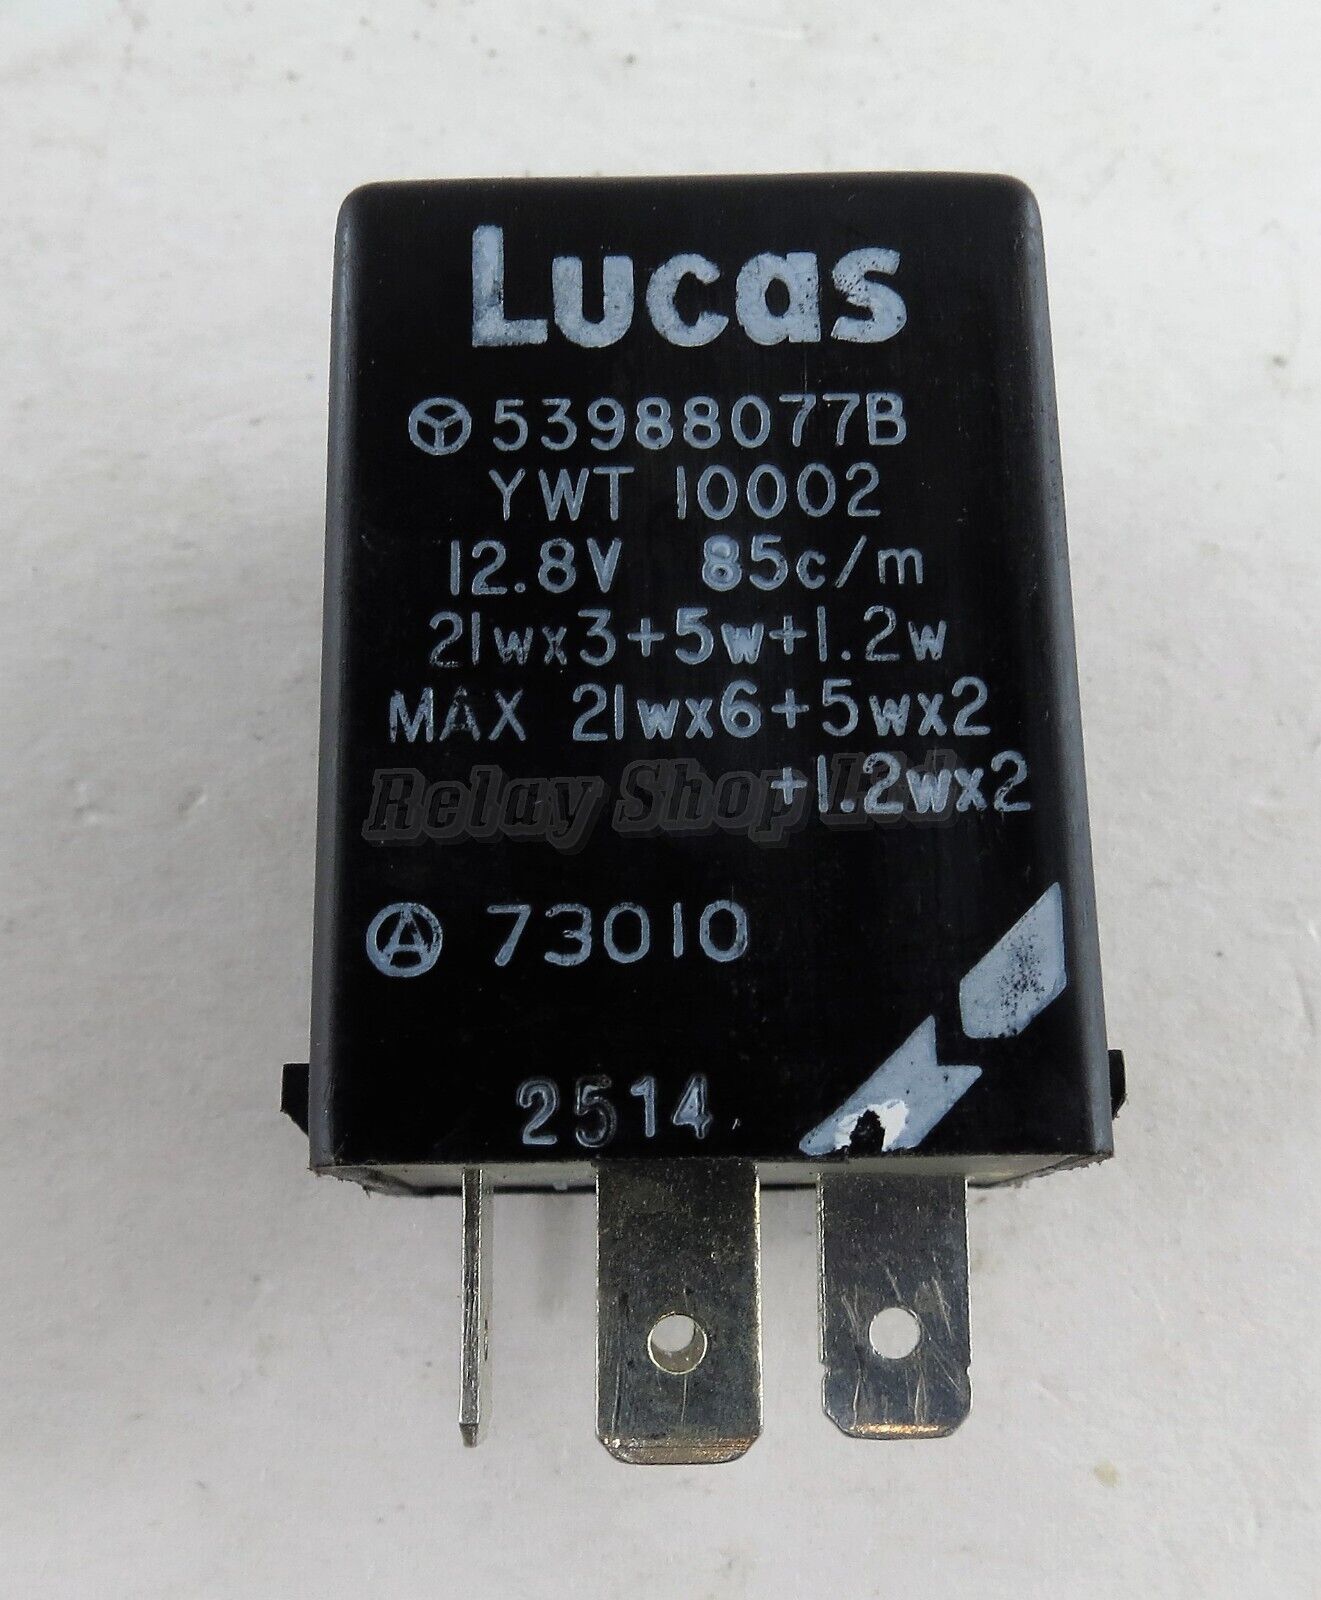 Lucas
53988077B
YWT 10002
12.8V 85c/m
21wx3+5w+1.2w
MAX 21wx6+5wx2
+1.2wx2
Relay Shop Ltd
A 73010
2514